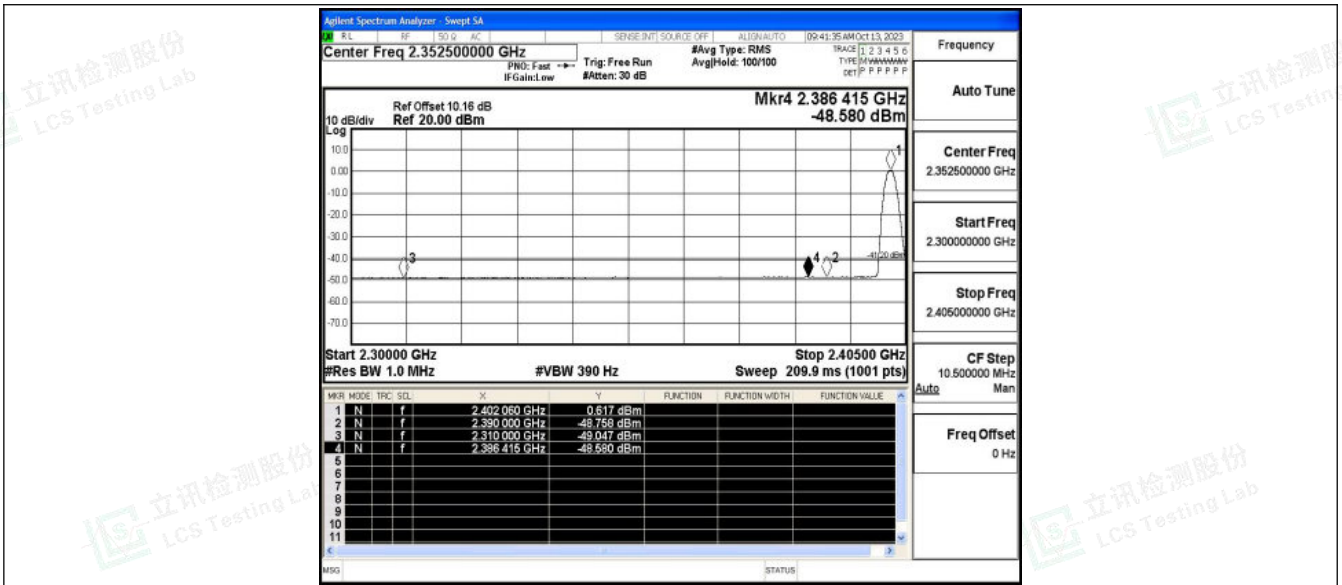 Agilent Spectrum Analyzer - Swept SA
RL RF 50 Ω AC SENSE:INT SOURCE OFF ALIGNAUTO 09:41:35 AM Oct 13, 2023
Center Freq 2.352500000 GHz
PNO: Fast
IFGain:Low
Trig: Free Run
#Atten: 30 dB
#Avg Type: RMS
Avg|Hold: 100/100
TRACE 1 2 3 4 5 6
TYPE M WWWWW
DET P P P P P P
Mkr4 2.386 415 GHz
-48.580 dBm
Ref Offset 10.16 dB
10 dB/div Ref 20.00 dBm
Log
10.0
0.00
-10.0
-20.0
-30.0
-40.0
-50.0
-60.0
-70.0
1
3
4
2
-41.20 dBm
Start 2.30000 GHz
Stop 2.40500 GHz
#Res BW 1.0 MHz #VBW 390 Hz Sweep 209.9 ms (1001 pts)
MKR MODE TRC SCL X Y FUNCTION FUNCTION WIDTH FUNCTION VALUE
1 N f 2.402 060 GHz 0.617 dBm
2 N f 2.390 000 GHz -48.758 dBm
3 N f 2.310 000 GHz -49.047 dBm
4 N f 2.386 415 GHz -48.580 dBm
5
6
7
8
9
10
11
MSG STATUS
Frequency
Auto Tune
Center Freq
2.352500000 GHz
Start Freq
2.300000000 GHz
Stop Freq
2.405000000 GHz
CF Step
10.500000 MHz
Auto Man
Freq Offset
0 Hz
立讯检测股份
LCS Testing Lab
立讯检测股份
LCS Testing Lab
立讯检测股份
LCS Testing Lab
立讯检测股份
LCS Testing Lab